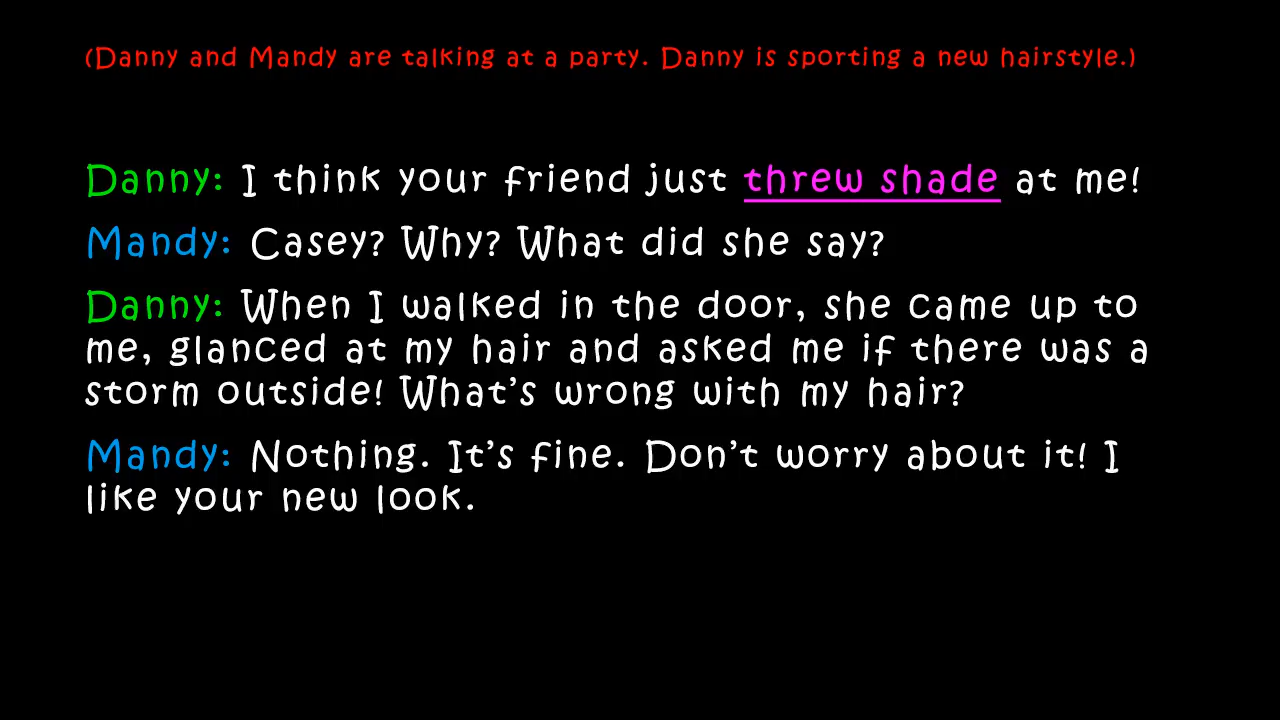 (Danny and Mandy are talking at a party. Danny is sporting a new hairstyle.)
Danny: I think your friend just threw shade at me!
Mandy: Casey? Why? What did she say?
Danny: When I walked in the door, she came up to
me, glanced at my hair and asked me if there was a
storm outside! What’s wrong with my hair?
Mandy: Nothing. It’s fine. Don’t worry about it! I
like your new look.